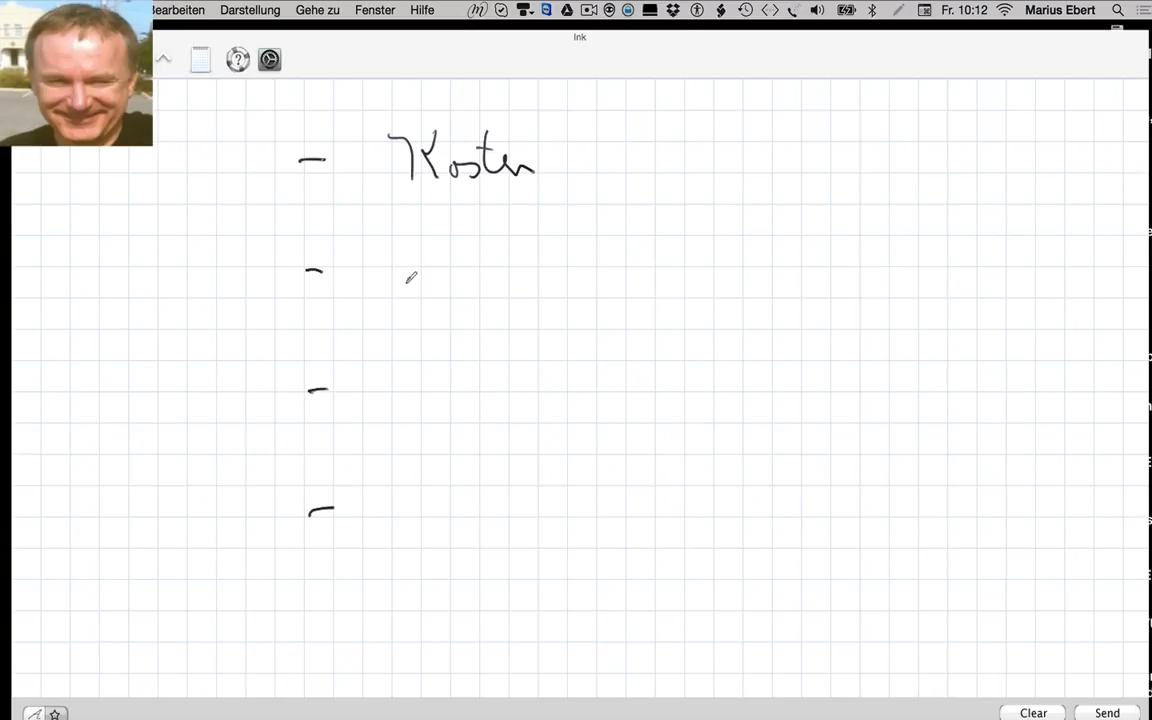 Bearbeiten Darstellung Gehe zu Fenster Hilfe Fr. 10:12 Marius Ebert
Ink
- Kosten
-
-
-
Clear Send